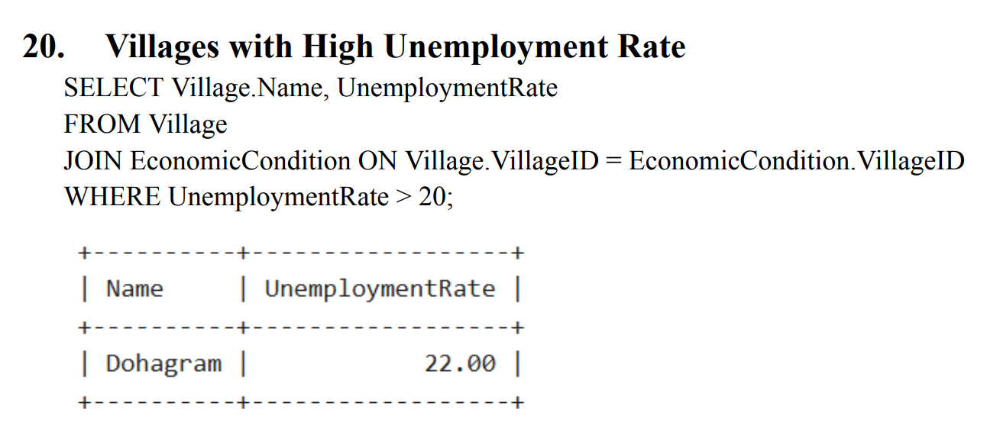 20. Villages with High Unemployment Rate
SELECT Village.Name, UnemploymentRate
FROM Village
JOIN EconomicCondition ON Village.VillageID = EconomicCondition.VillageID
WHERE UnemploymentRate > 20;
+----------+------------------+
| Name | UnemploymentRate |
+----------+------------------+
| Dohagram | 22.00 |
+----------+------------------+